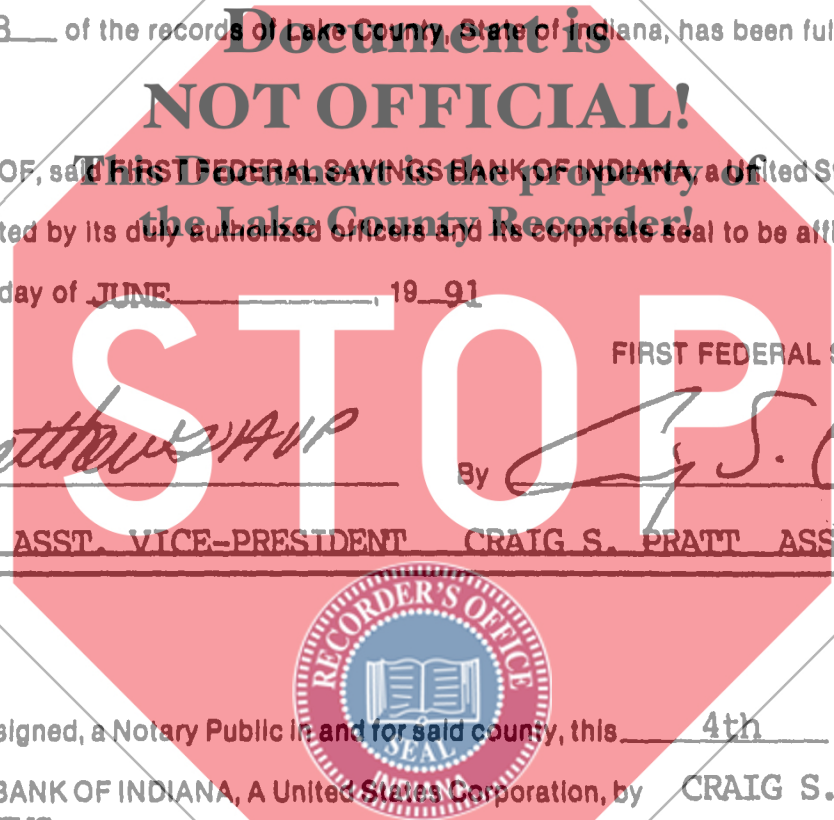 of the records of Lake County, State of Indiana, has been ful
Document is
NOT OFFICIAL!
OF, said FIRST FEDERAL SAVINGS BANK OF INDIANA, a United S
This Document is the property of
ted by its duly authorized officers and its corporate seal to be aff
the Lake County Recorder!
day of JUNE, 19 91
STOP
FIRST FEDERAL
By
ASST. VICE-PRESIDENT CRAIG S. PRATT ASS
RECORDER'S OFFICE
signed, a Notary Public in and for said county, this 4th
SEAL
INDIANA
BANK OF INDIANA, A United States Corporation, by CRAIG S.